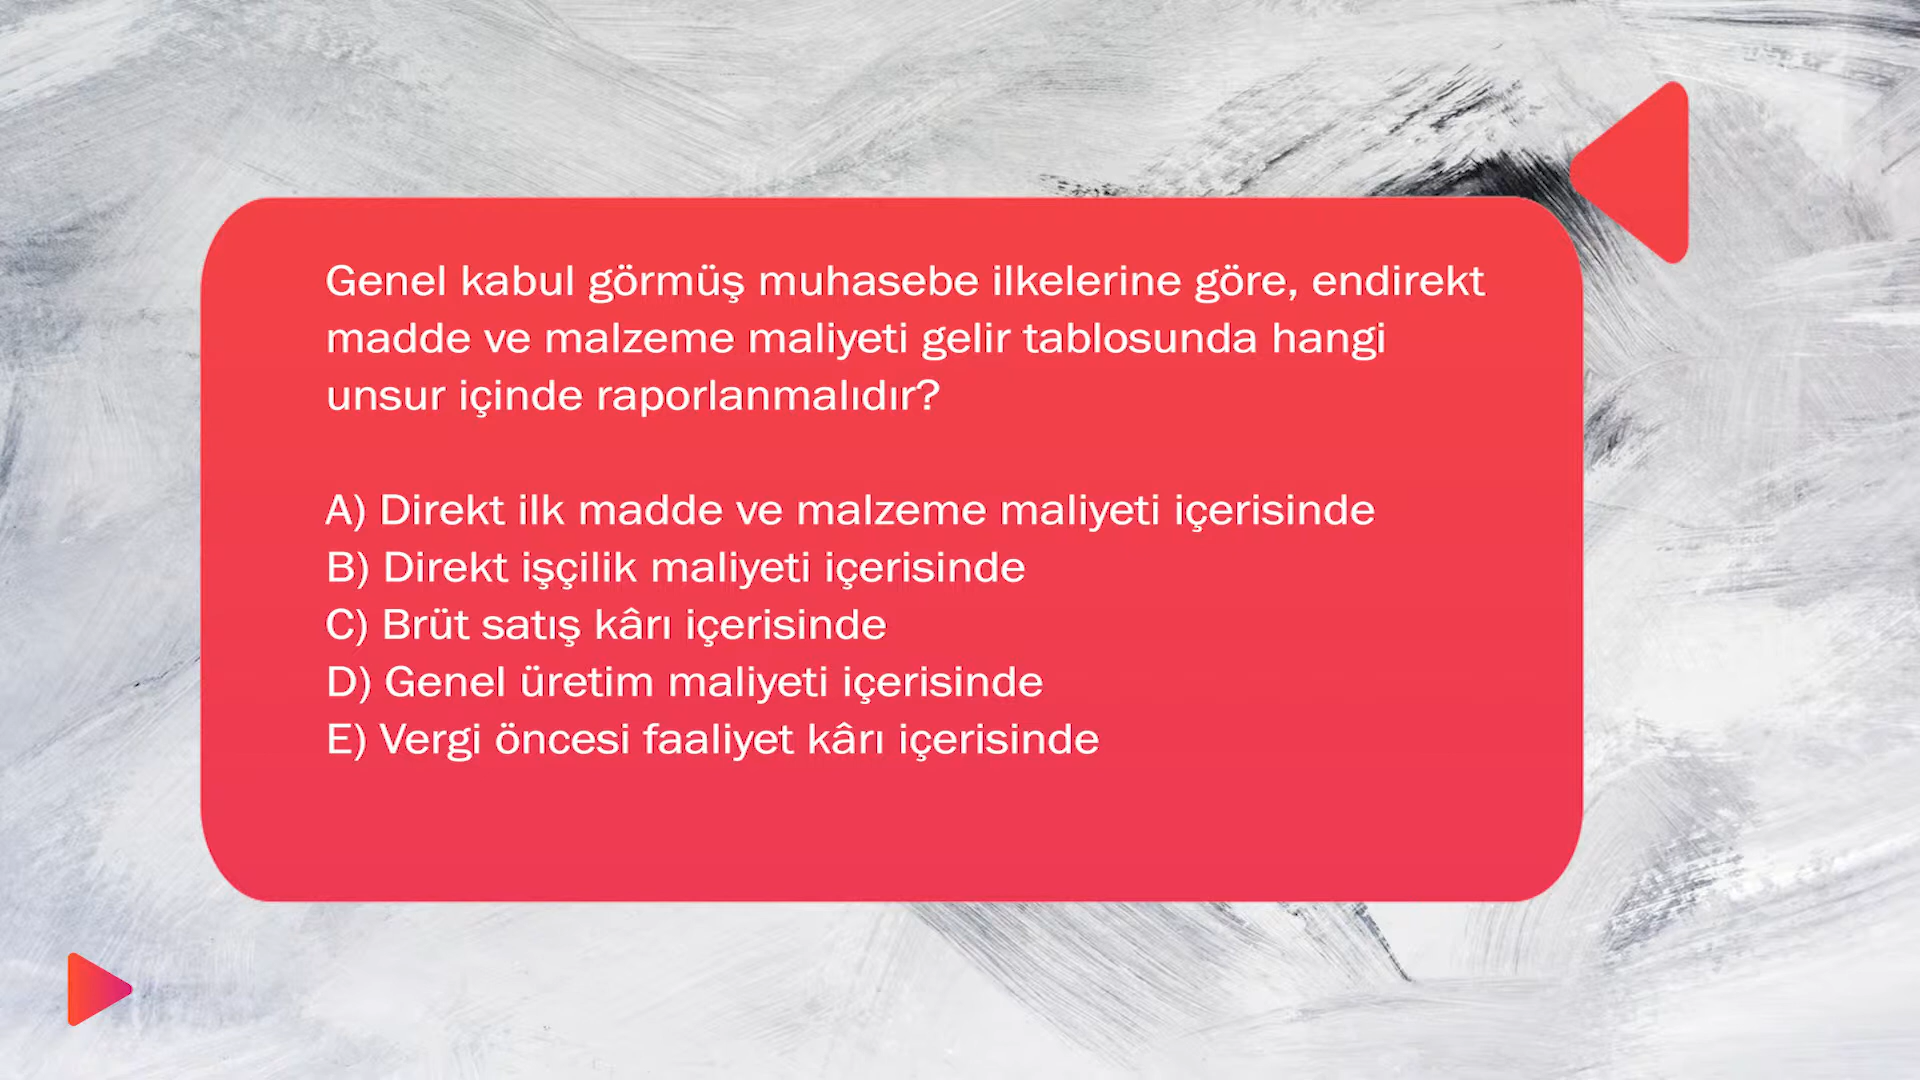 Genel kabul görmüş muhasebe ilkelerine göre, endirekt
madde ve malzeme maliyeti gelir tablosunda hangi
unsur içinde raporlanmalıdır?
A) Direkt ilk madde ve malzeme maliyeti içerisinde
B) Direkt işçilik maliyeti içerisinde
C) Brüt satış kârı içerisinde
D) Genel üretim maliyeti içerisinde
E) Vergi öncesi faaliyet kârı içerisinde